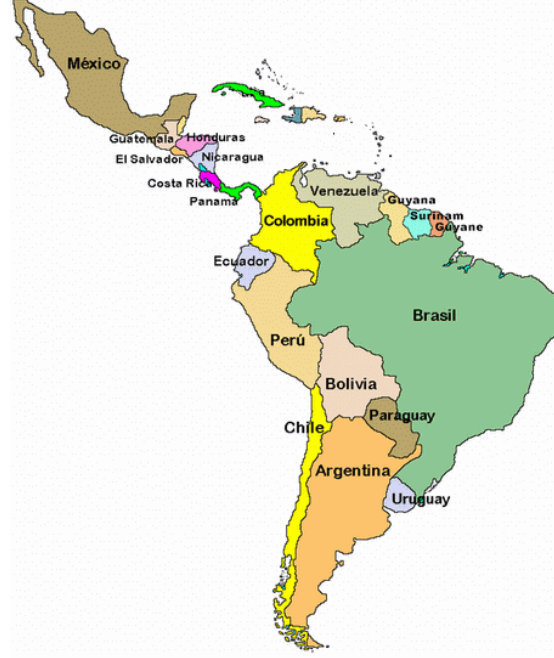 México
Guatemala
Honduras
El Salvador
Nicaragua
Costa Rica
Panamá
Venezuela
Guyana
Surinam
Guyane
Colombia
Ecuador
Brasil
Perú
Bolivia
Paraguay
Chile
Argentina
Uruguay